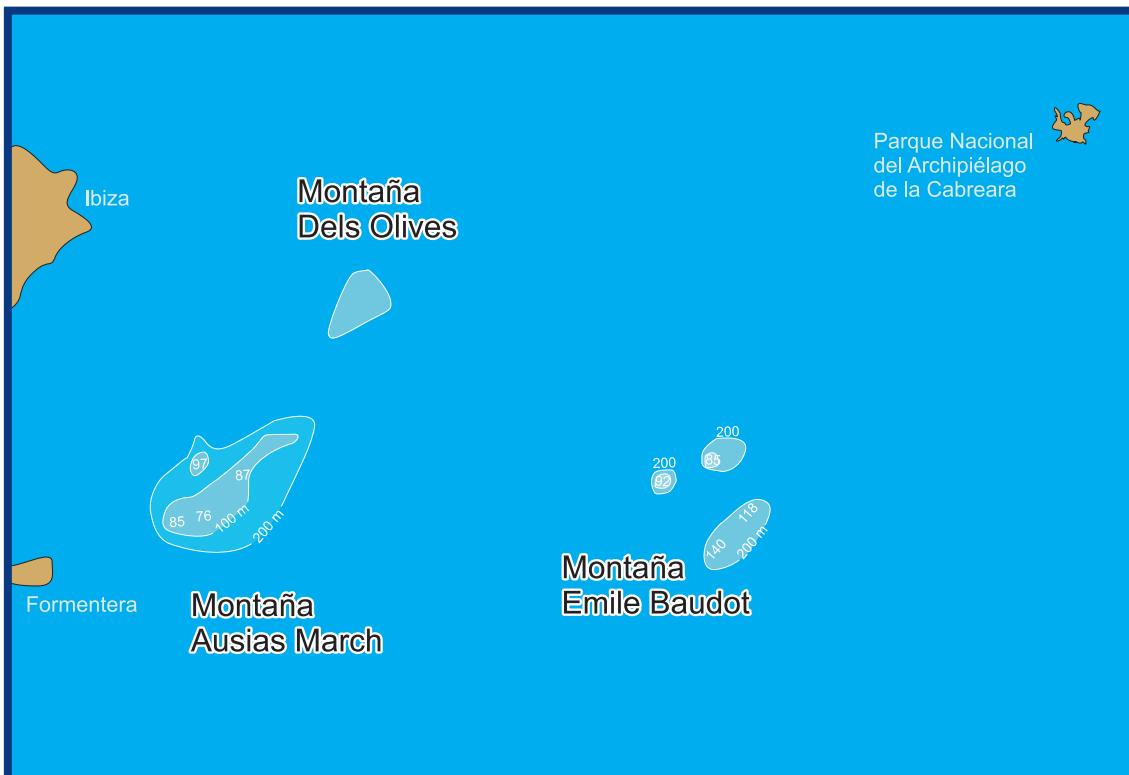 Parque Nacional
del Archipiélago
de la Cabreara
Ibiza
Montaña
Dels Olives
97
87
85
76
100 m
200 m
200
85
200
92
118
140
200 m
Montaña
Emile Baudot
Formentera
Montaña
Ausias March